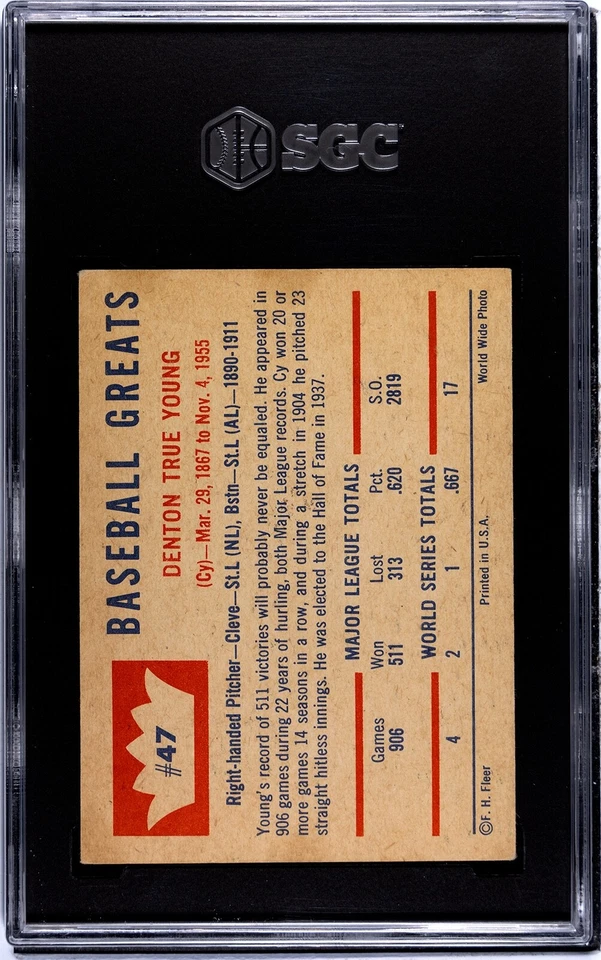 SGC
BASEBALL GREATS
#47
DENTON TRUE YOUNG
(Cy)—Mar. 29, 1867 to Nov. 4, 1955
Right-handed Pitcher—Cleve—St.L (NL), Bstn—St.L (AL)—1890-1911
Young's record of 511 victories will probably never be equaled. He appeared in
906 games during 22 years of hurling, both Major League records. Cy won 20 or
more games 14 seasons in a row, and during a stretch in 1904 he pitched 23
straight hitless innings. He was elected to the Hall of Fame in 1937.
MAJOR LEAGUE TOTALS
Games Won Lost Pct. S.O.
906 511 313 .620 2819
WORLD SERIES TOTALS
4 2 1 .667 17
©F. H. Fleer Printed in U.S.A. World Wide Photo